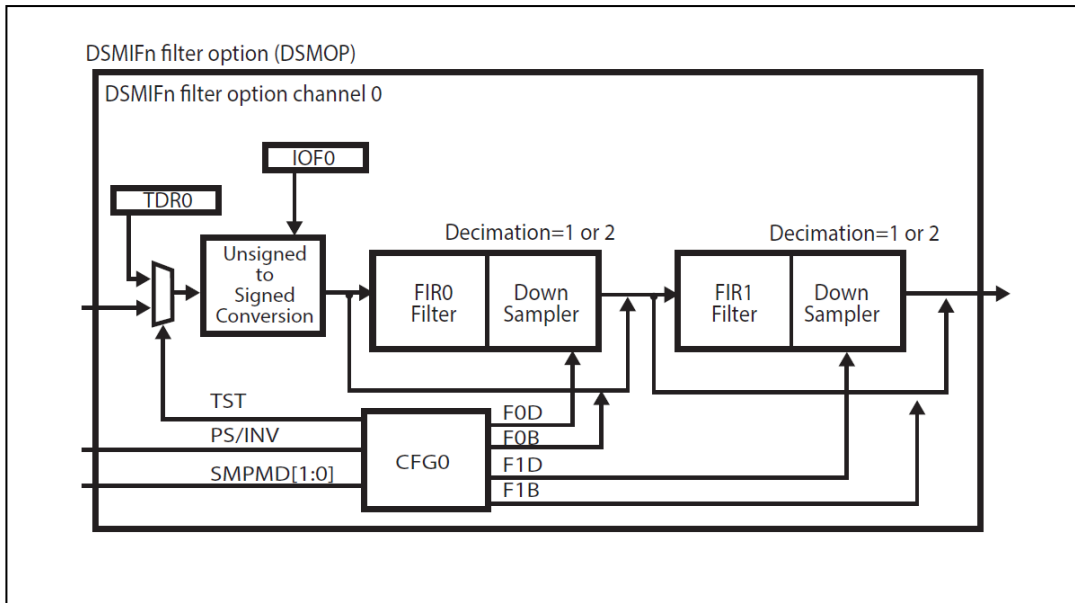 DSMIFn filter option (DSMOP)
DSMIFn filter option channel 0
IOF0
TDR0
Decimation=1 or 2
Decimation=1 or 2
Unsigned
to
Signed
Conversion
FIR0
Filter
Down
Sampler
FIR1
Filter
Down
Sampler
TST
PS/INV
SMPMD[1:0]
CFG0
F0D
F0B
F1D
F1B